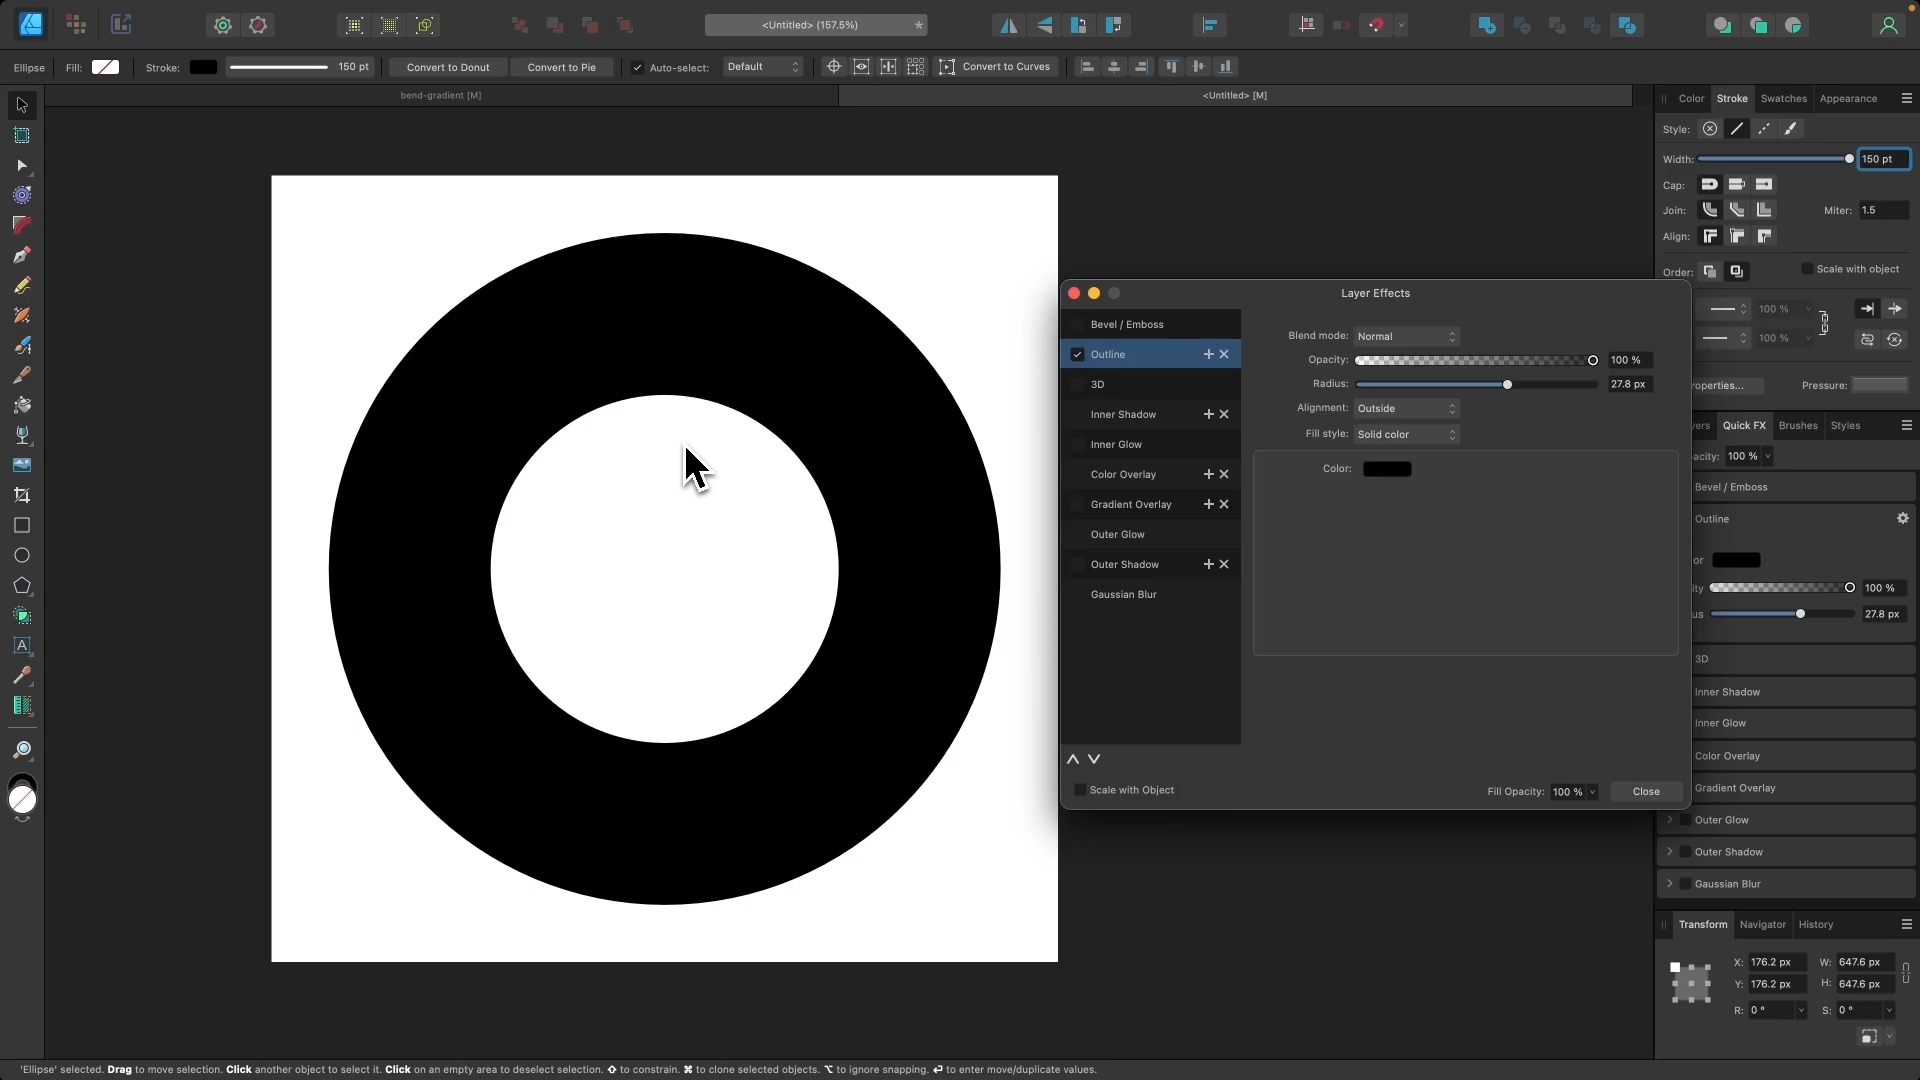 <Untitled> (157.5%)
*
Ellipse
Fill:
Stroke:
150 pt
Convert to Donut
Convert to Pie
Auto-select:
Default
Convert to Curves
bend-gradient [M]
<Untitled> [M]
Color
Stroke
Swatches
Appearance
Style:
Width:
150 pt
Cap:
Join:
Miter:
1.5
Align:
Order:
Scale with object
100 %
100 %
roperties...
Pressure:
Layer Effects
Bevel / Emboss
Outline
3D
Inner Shadow
Inner Glow
Color Overlay
Gradient Overlay
Outer Glow
Outer Shadow
Gaussian Blur
Blend mode:
Normal
Opacity:
100 %
Radius:
27.8 px
Alignment:
Outside
Fill style:
Solid color
Color:
Scale with Object
Fill Opacity:
100 %
Close
yers
Quick FX
Brushes
Styles
acity:
100 %
Bevel / Emboss
Outline
or
ity
100 %
us
27.8 px
3D
Inner Shadow
Inner Glow
Color Overlay
Gradient Overlay
Outer Glow
Outer Shadow
Gaussian Blur
Transform
Navigator
History
X:
176.2 px
W:
647.6 px
Y:
176.2 px
H:
647.6 px
R:
0 °
S:
0 °
'Ellipse' selected. Drag to move selection. Click another object to select it. Click on an empty area to deselect selection. ⇧ to constrain. ⌘ to clone selected objects. ⌥ to ignore snapping. ↵ to enter move/duplicate values.